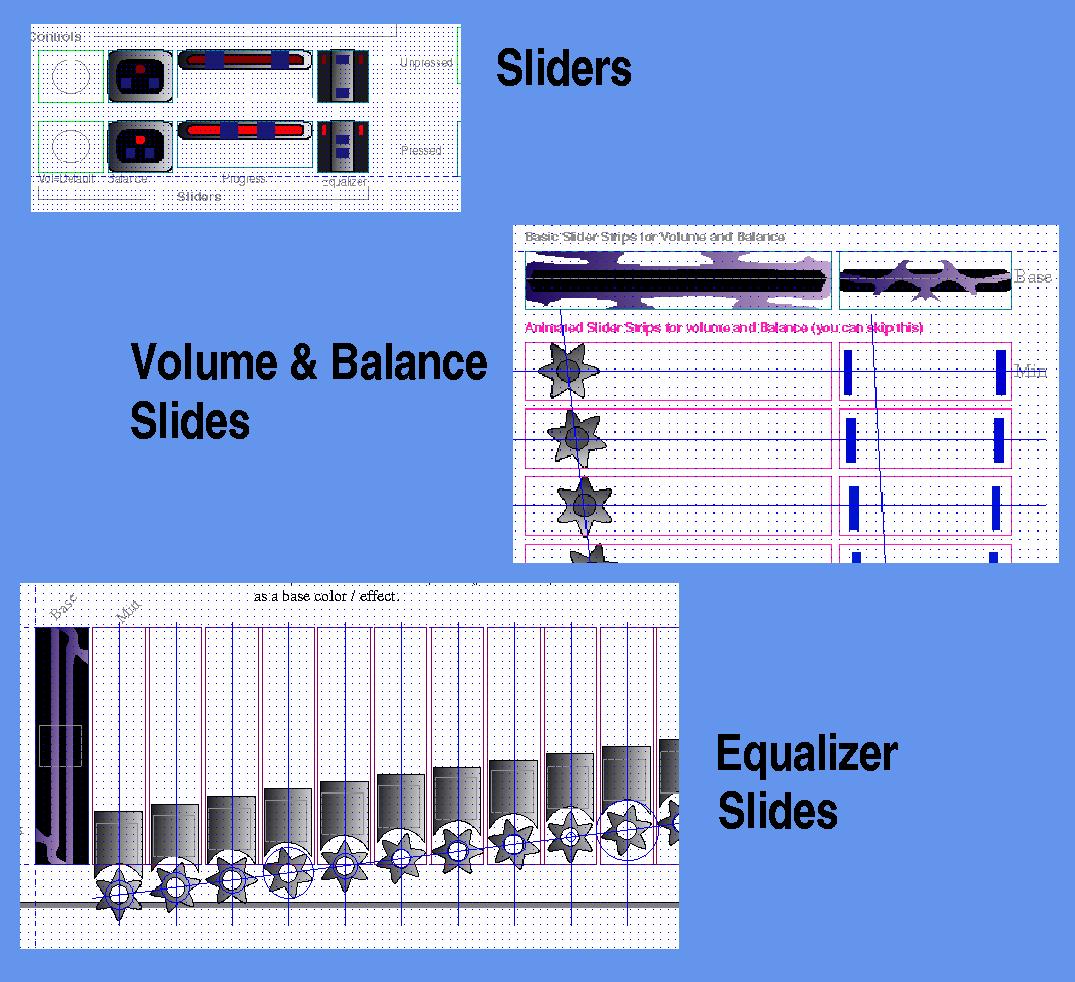 Controls
Sliders
Unpressed
Pressed
Vol+Default Balance Progress Equalizer
Sliders
Basic Slider Strips for Volume and Balance
Base
Animated Slider Strips for volume and Balance (you can skip this)
Min
Volume & Balance
Slides
as a base color / effect.
Base Min
Equalizer
Slides